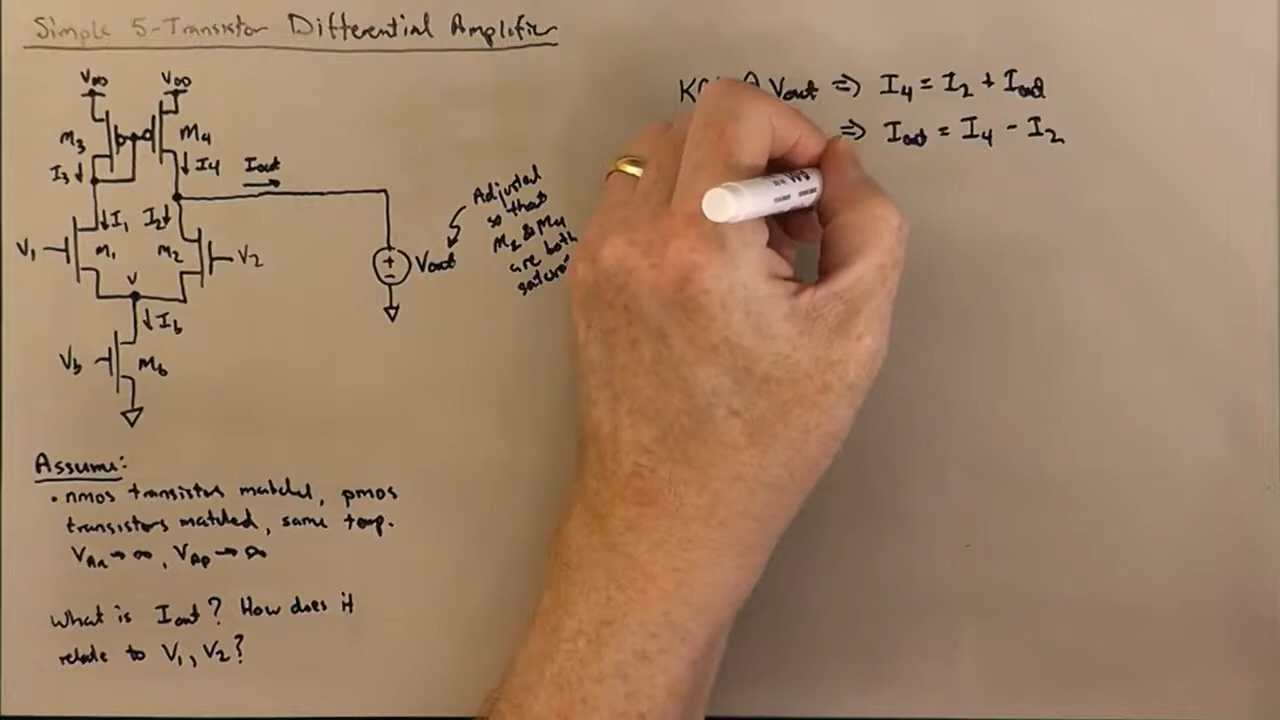 Simple 5-Transistor Differential Amplifier
VDD VDD
M3 M4
I3 ↓ ↓ I4 Iout
↓ I1 I2 ↓
V1 M1 M2 V2
V
↓ I b
Vb Mb
+
-
Vout
Adjusted
so that
M2 & M4
are both
Assume:
• nmos transistors matched, pmos
transistors matched, same temp.
VAn → ∞, VAp → ∞
What is Iout? How does it
relate to V1, V2?
Vout ⇒ I4 = I2 + Iout
⇒ Iout = I4 - I2